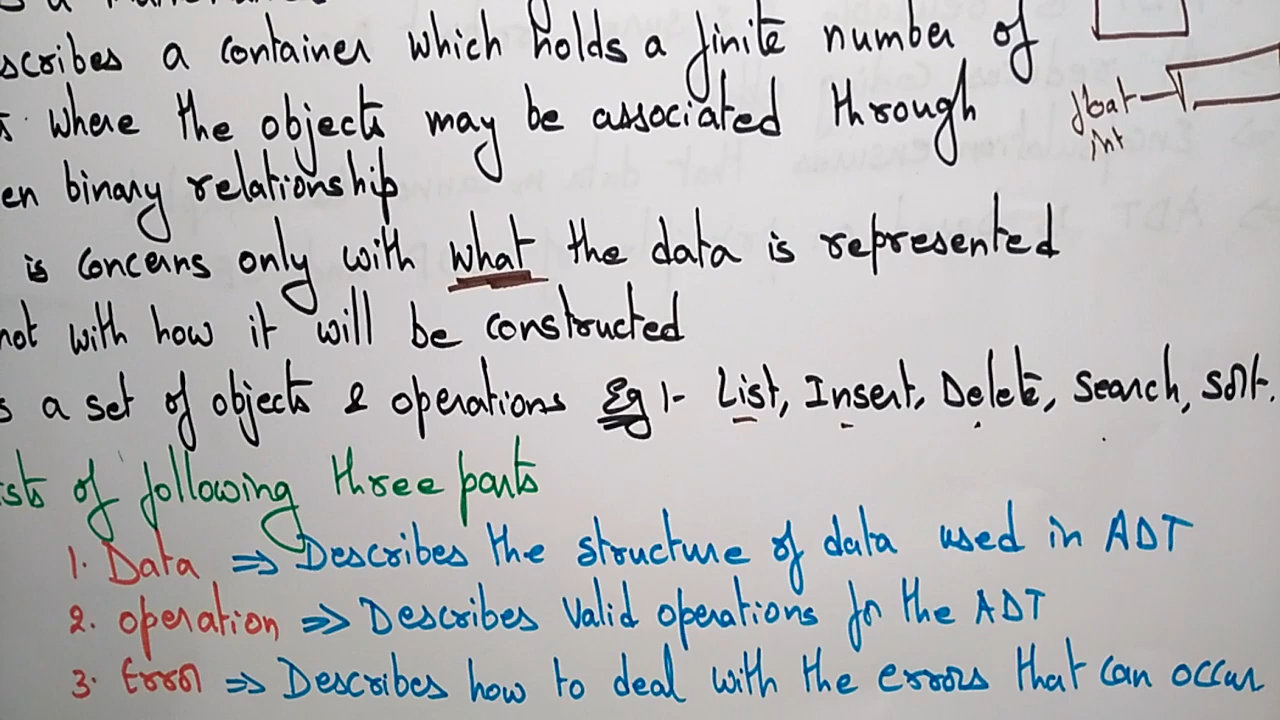 scribes a container which holds a finite number of
where the objects may be associated through
float
int
en binary relationship
is concerns only with what the data is represented
not with how it will be constructed
s a set of objects & operations Eg :- List, Insert, Delete, Search, Sort.
sts of following three parts
1. Data ⇒ Describes the structure of data used in ADT
2. operation ⇒ Describes Valid operations for the ADT
3. Error ⇒ Describes how to deal with the errors that can occur